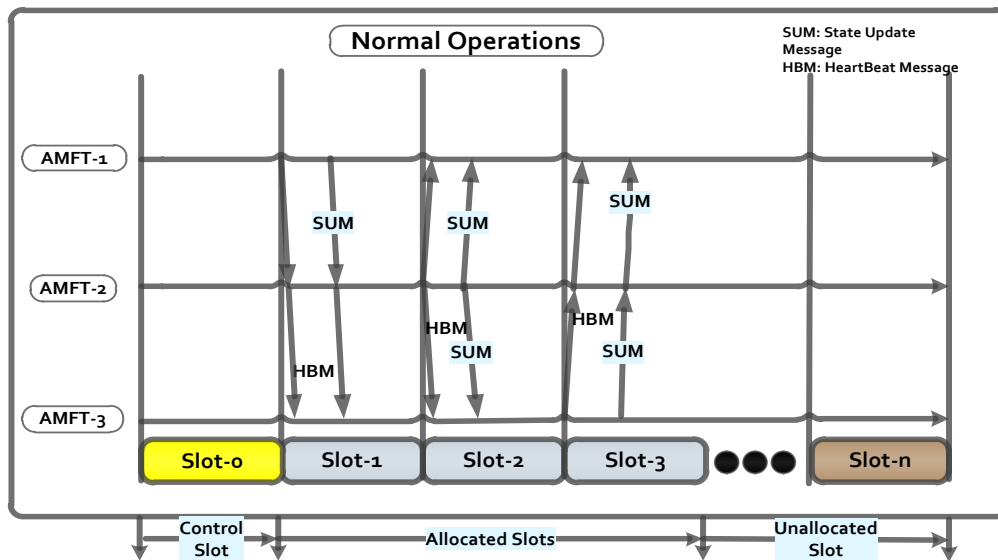 Normal Operations
SUM: State Update
Message
HBM: HeartBeat Message
AMFT-1
SUM
SUM
SUM
AMFT-2
HBM
HBM
HBM
SUM
SUM
AMFT-3
Slot-0
Slot-1
Slot-2
Slot-3
Slot-n
Control
Slot
Allocated Slots
Unallocated
Slot